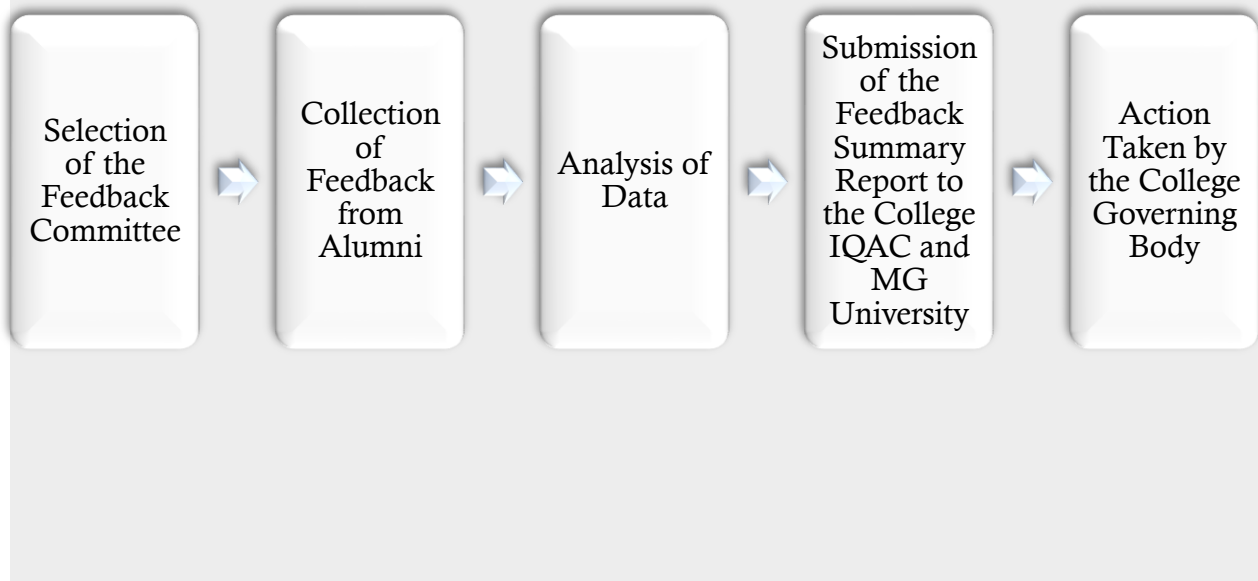 Selection
of the
Feedback
Committee
Collection
of
Feedback
from
Alumni
Analysis of
Data
Submission
of the
Feedback
Summary
Report to
the College
IQAC and
MG
University
Action
Taken by
the College
Governing
Body